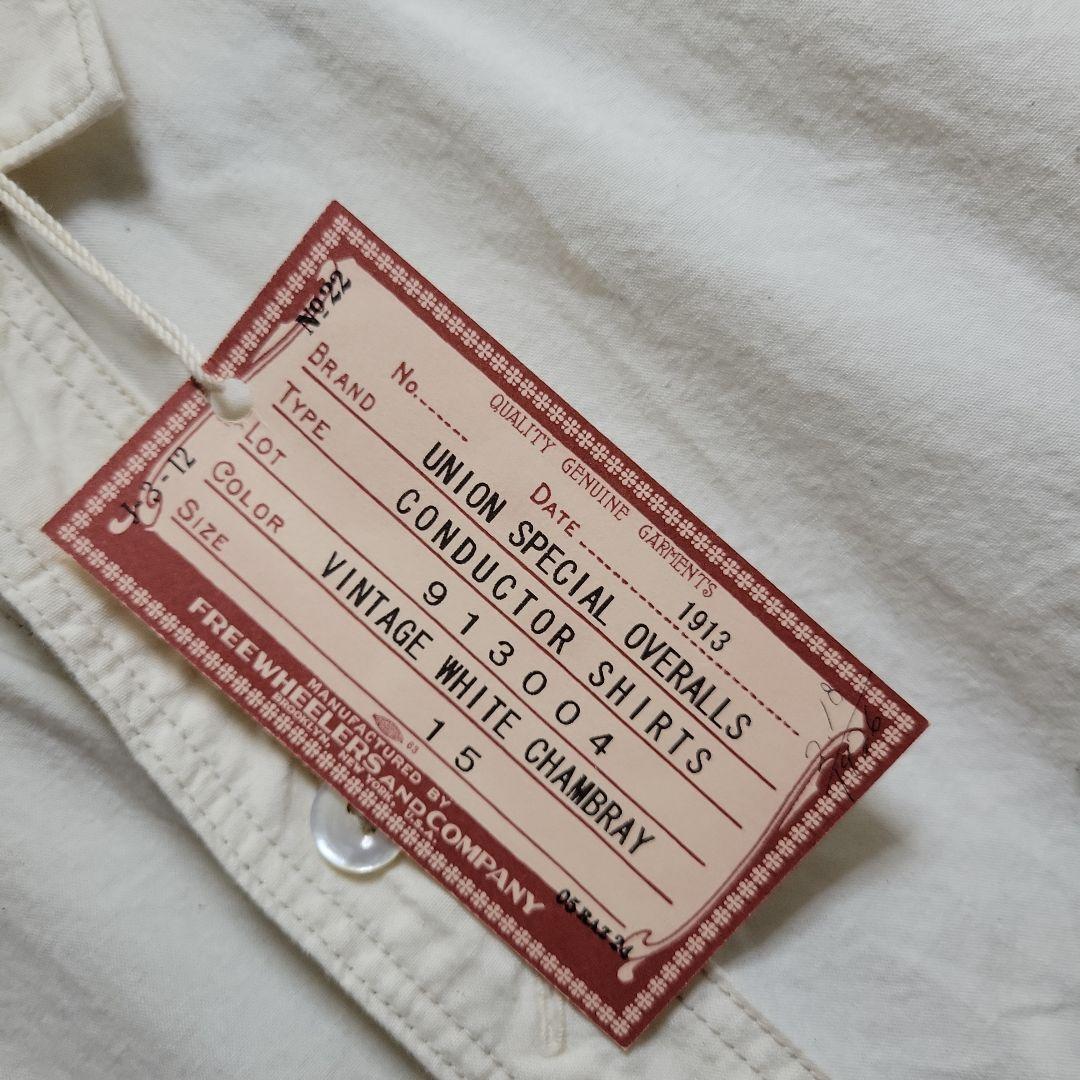 No.22
QUALITY GENUINE GARMENTS
No. Date 1913
BRAND UNION SPECIAL OVERALLS
TYPE CONDUCTOR SHIRTS
LOT 913004
COLOR VINTAGE WHITE CHAMBRAY
SIZE 15
MANUFACTURED BY
FREEWHEELERS AND COMPANY